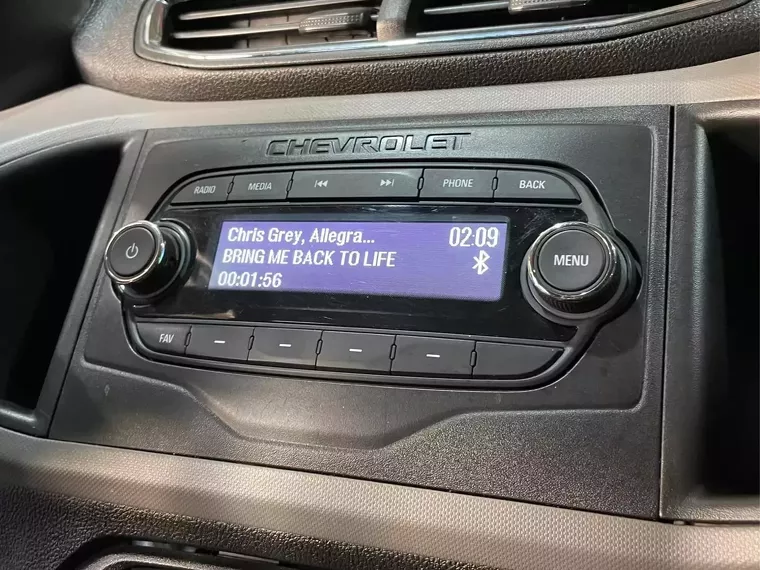 CHEVROLET
RADIO MEDIA PHONE BACK
Chris Grey, Allegra... 02:09
BRING ME BACK TO LIFE
00:01:56
MENU
FAV